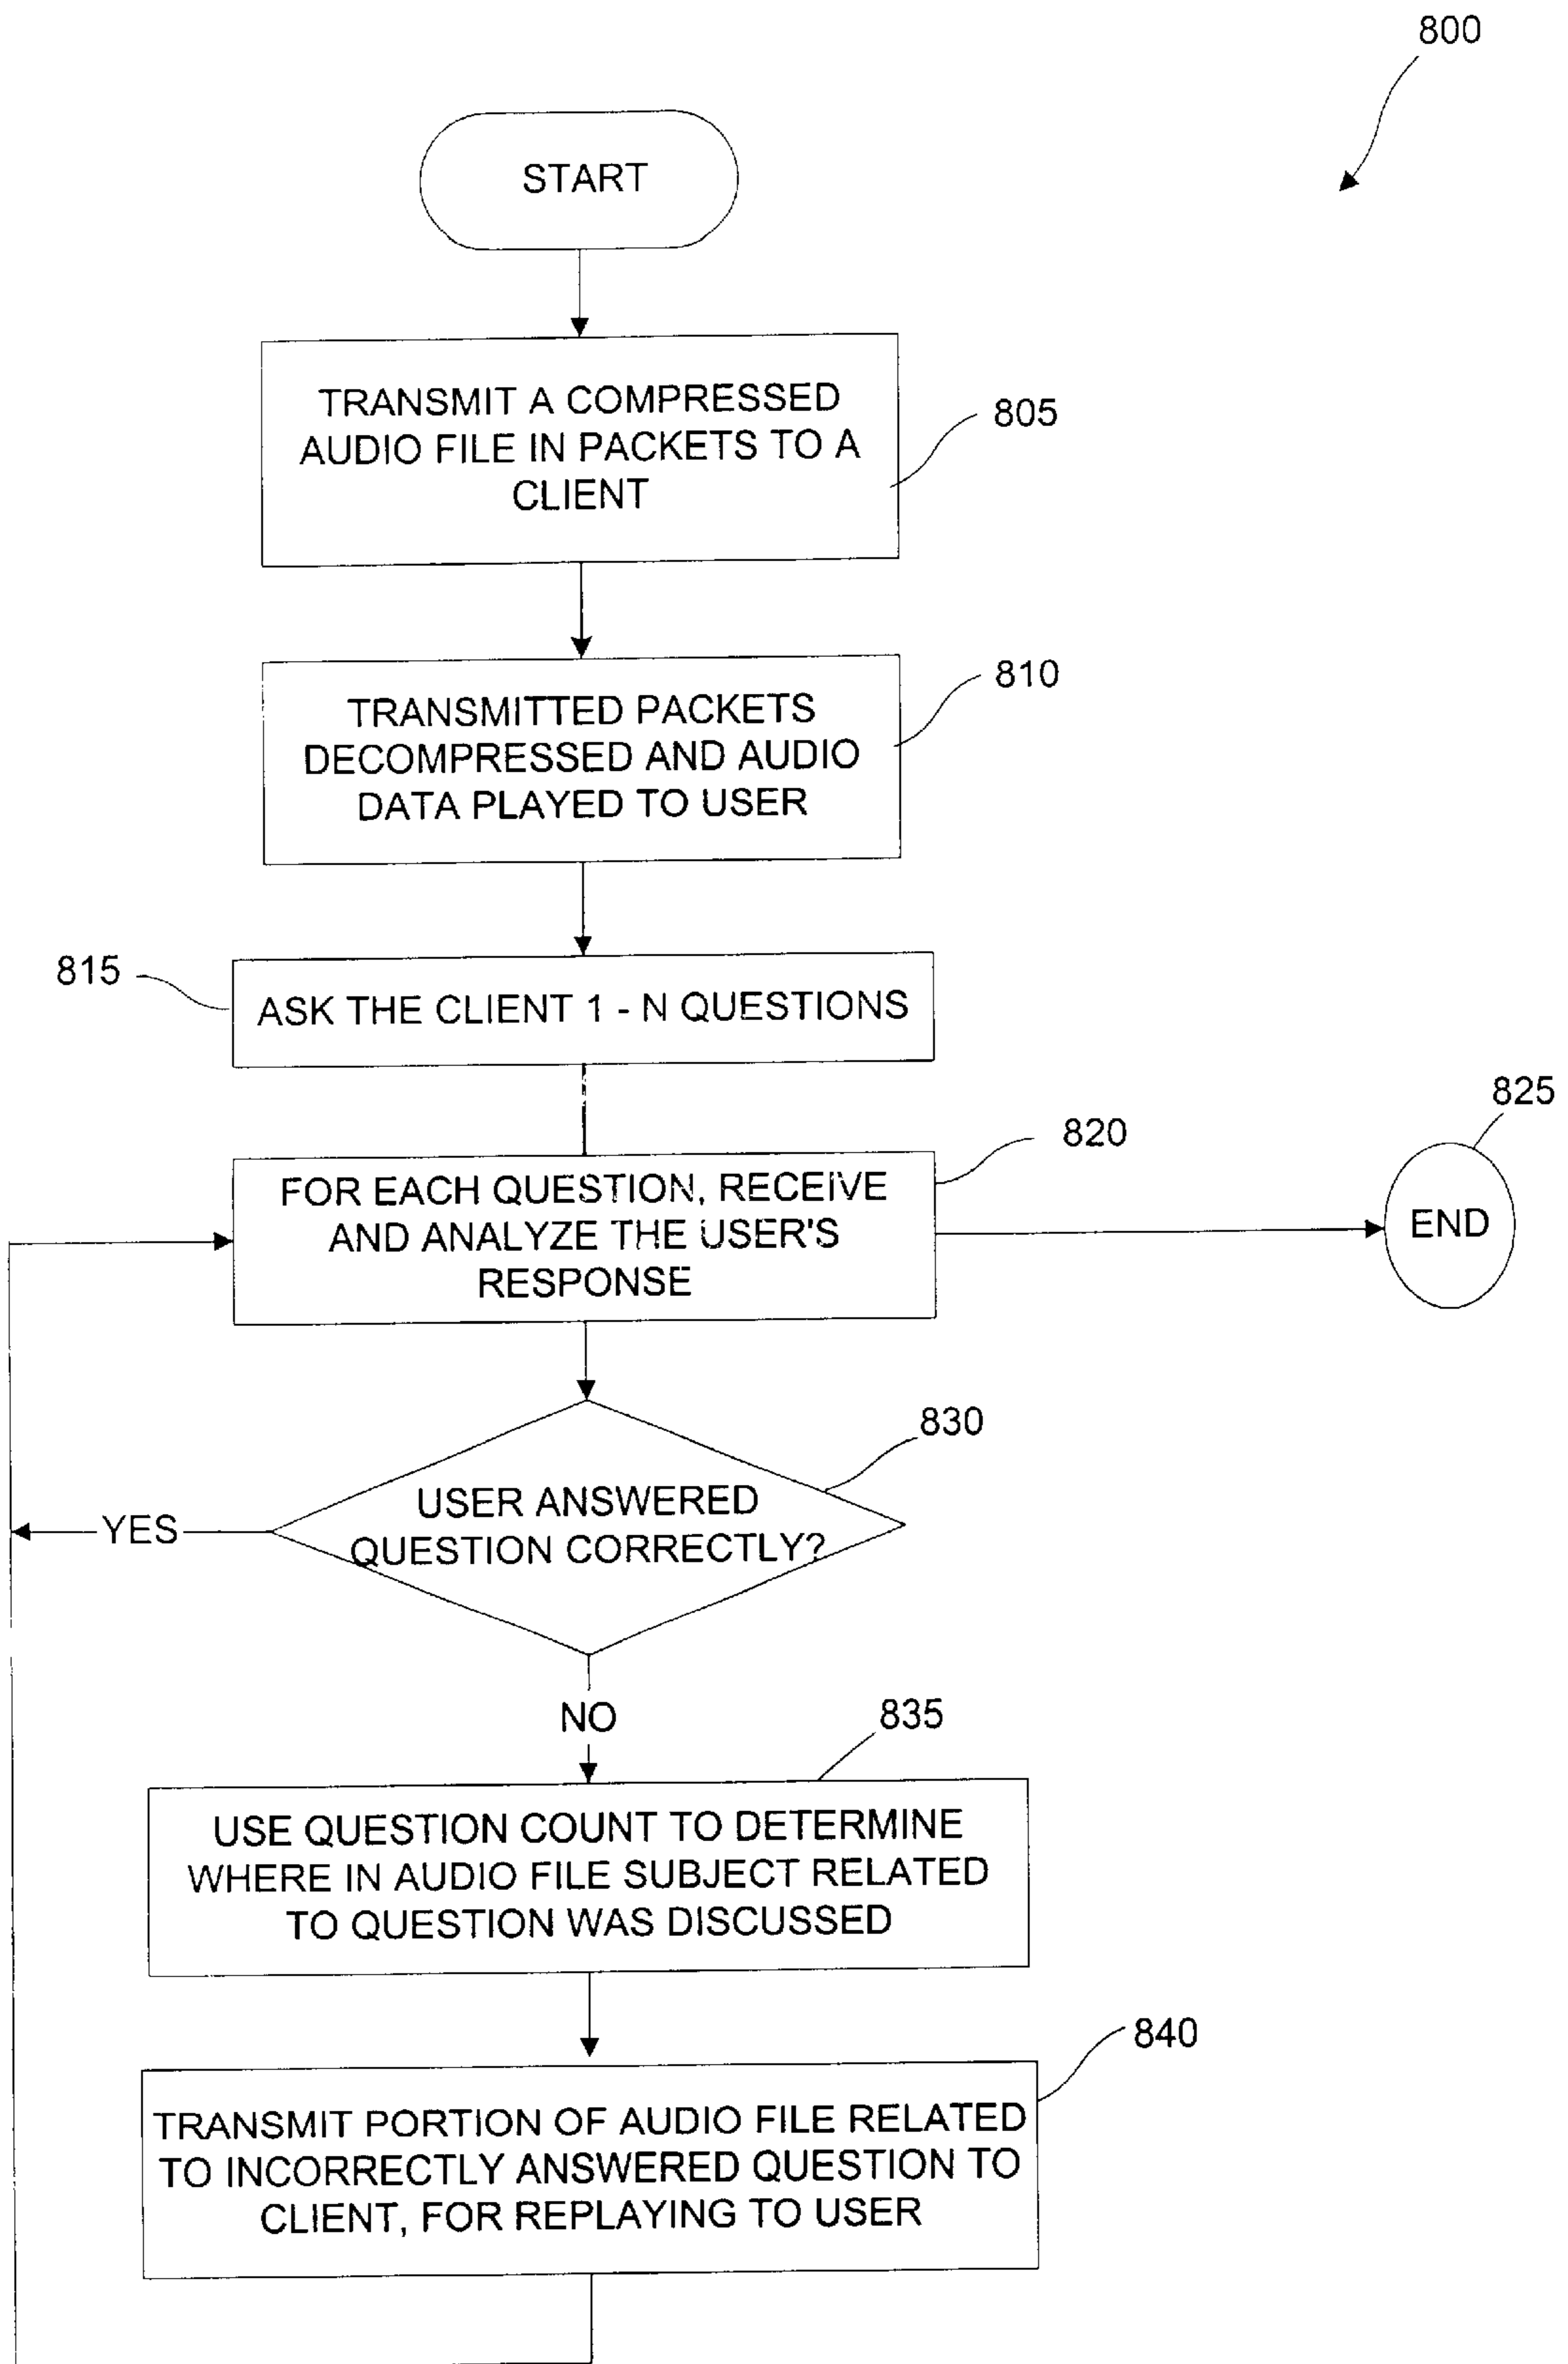 800
START
TRANSMIT A COMPRESSED
AUDIO FILE IN PACKETS TO A
CLIENT
805
TRANSMITTED PACKETS
DECOMPRESSED AND AUDIO
DATA PLAYED TO USER
810
815
ASK THE CLIENT 1 - N QUESTIONS
FOR EACH QUESTION, RECEIVE
AND ANALYZE THE USER'S
RESPONSE
820
825
END
USER ANSWERED
QUESTION CORRECTLY?
830
YES
NO
835
USE QUESTION COUNT TO DETERMINE
WHERE IN AUDIO FILE SUBJECT RELATED
TO QUESTION WAS DISCUSSED
840
TRANSMIT PORTION OF AUDIO FILE RELATED
TO INCORRECTLY ANSWERED QUESTION TO
CLIENT, FOR REPLAYING TO USER